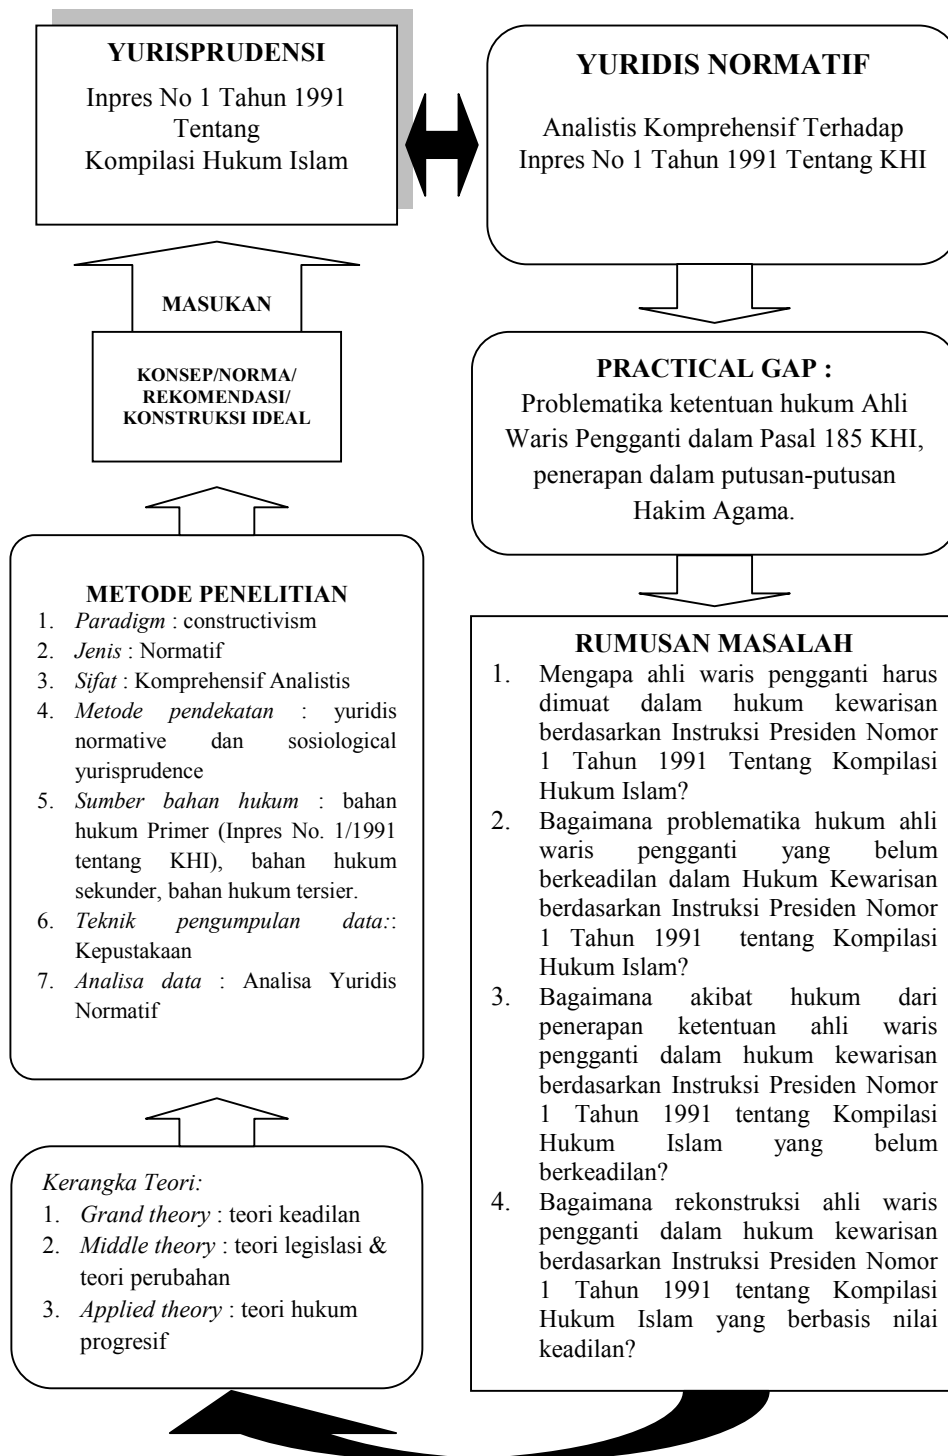 YURISPRUDENSI
Inpres No 1 Tahun 1991
Tentang
Kompilasi Hukum Islam
YURIDIS NORMATIF
Analistis Komprehensif Terhadap
Inpres No 1 Tahun 1991 Tentang KHI
MASUKAN
KONSEP/NORMA/
REKOMENDASI/
KONSTRUKSI IDEAL
PRACTICAL GAP :
Problematika ketentuan hukum Ahli
Waris Pengganti dalam Pasal 185 KHI,
penerapan dalam putusan-putusan
Hakim Agama.
METODE PENELITIAN
1. Paradigm : constructivism
2. Jenis : Normatif
3. Sifat : Komprehensif Analistis
4. Metode pendekatan : yuridis
normative dan sosiological
yurisprudence
5. Sumber bahan hukum : bahan
hukum Primer (Inpres No. 1/1991
tentang KHI), bahan hukum
sekunder, bahan hukum tersier.
6. Teknik pengumpulan data::
Kepustakaan
7. Analisa data : Analisa Yuridis
Normatif
RUMUSAN MASALAH
1. Mengapa ahli waris pengganti harus
dimuat dalam hukum kewarisan
berdasarkan Instruksi Presiden Nomor
1 Tahun 1991 Tentang Kompilasi
Hukum Islam?
2. Bagaimana problematika hukum ahli
waris pengganti yang belum
berkeadilan dalam Hukum Kewarisan
berdasarkan Instruksi Presiden Nomor
1 Tahun 1991 tentang Kompilasi
Hukum Islam?
3. Bagaimana akibat hukum dari
penerapan ketentuan ahli waris
pengganti dalam hukum kewarisan
berdasarkan Instruksi Presiden Nomor
1 Tahun 1991 tentang Kompilasi
Hukum Islam yang belum
berkeadilan?
4. Bagaimana rekonstruksi ahli waris
pengganti dalam hukum kewarisan
berdasarkan Instruksi Presiden Nomor
1 Tahun 1991 tentang Kompilasi
Hukum Islam yang berbasis nilai
keadilan?
Kerangka Teori:
1. Grand theory : teori keadilan
2. Middle theory : teori legislasi &
teori perubahan
3. Applied theory : teori hukum
progresif